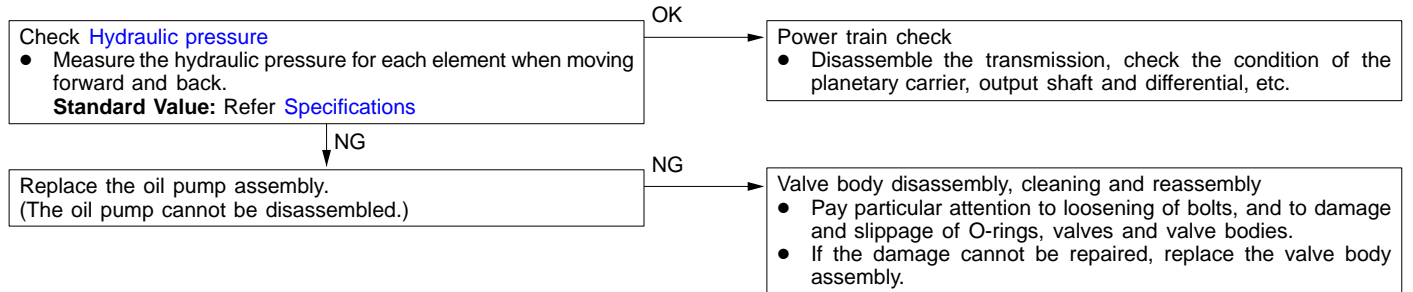 OK
Check Hydraulic pressure
● Measure the hydraulic pressure for each element when moving
forward and back.
Standard Value: Refer Specifications
Power train check
● Disassemble the transmission, check the condition of the
planetary carrier, output shaft and differential, etc.
NG
Replace the oil pump assembly.
(The oil pump cannot be disassembled.)
NG
Valve body disassembly, cleaning and reassembly
● Pay particular attention to loosening of bolts, and to damage
and slippage of O-rings, valves and valve bodies.
● If the damage cannot be repaired, replace the valve body
assembly.